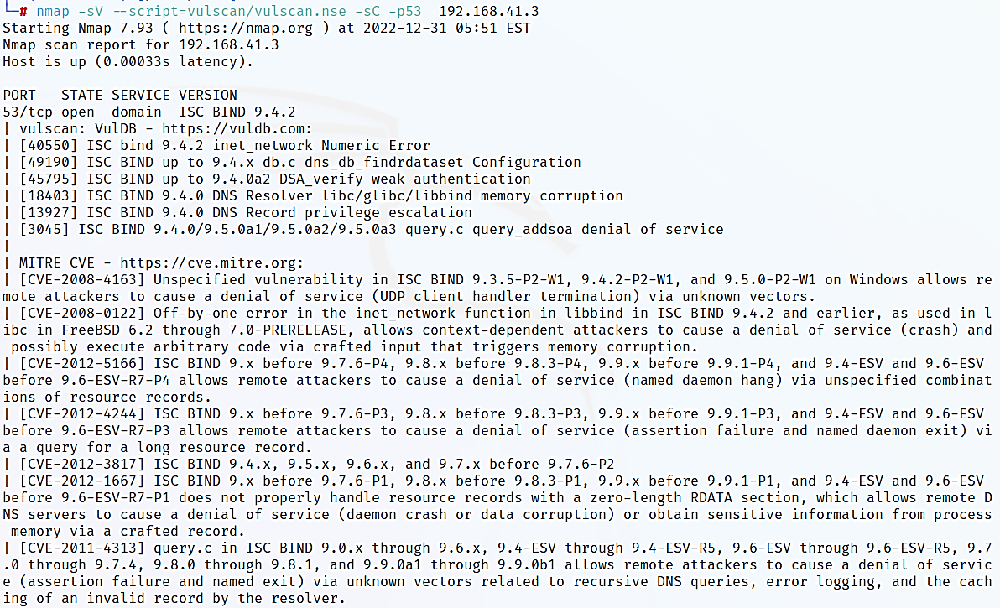 └─# nmap -sV --script=vulscan/vulscan.nse -sC -p53  192.168.41.3
Starting Nmap 7.93 ( https://nmap.org ) at 2022-12-31 05:51 EST
Nmap scan report for 192.168.41.3
Host is up (0.00033s latency).

PORT   STATE SERVICE VERSION
53/tcp open  domain  ISC BIND 9.4.2
| vulscan: VulDB - https://vuldb.com:
| [40550] ISC bind 9.4.2 inet_network Numeric Error
| [49190] ISC BIND up to 9.4.x db.c dns_db_findrdataset Configuration
| [45795] ISC BIND up to 9.4.0a2 DSA_verify weak authentication
| [18403] ISC BIND 9.4.0 DNS Resolver libc/glibc/libbind memory corruption
| [13927] ISC BIND 9.4.0 DNS Record privilege escalation
| [3045] ISC BIND 9.4.0/9.5.0a1/9.5.0a2/9.5.0a3 query.c query_addsoa denial of service
|
| MITRE CVE - https://cve.mitre.org:
| [CVE-2008-4163] Unspecified vulnerability in ISC BIND 9.3.5-P2-W1, 9.4.2-P2-W1, and 9.5.0-P2-W1 on Windows allows re
mote attackers to cause a denial of service (UDP client handler termination) via unknown vectors.
| [CVE-2008-0122] Off-by-one error in the inet_network function in libbind in ISC BIND 9.4.2 and earlier, as used in l
ibc in FreeBSD 6.2 through 7.0-PRERELEASE, allows context-dependent attackers to cause a denial of service (crash) and
 possibly execute arbitrary code via crafted input that triggers memory corruption.
| [CVE-2012-5166] ISC BIND 9.x before 9.7.6-P4, 9.8.x before 9.8.3-P4, 9.9.x before 9.9.1-P4, and 9.4-ESV and 9.6-ESV
before 9.6-ESV-R7-P4 allows remote attackers to cause a denial of service (named daemon hang) via unspecified combinat
ions of resource records.
| [CVE-2012-4244] ISC BIND 9.x before 9.7.6-P3, 9.8.x before 9.8.3-P3, 9.9.x before 9.9.1-P3, and 9.4-ESV and 9.6-ESV
before 9.6-ESV-R7-P3 allows remote attackers to cause a denial of service (assertion failure and named daemon exit) vi
a a query for a long resource record.
| [CVE-2012-3817] ISC BIND 9.4.x, 9.5.x, 9.6.x, and 9.7.x before 9.7.6-P2
| [CVE-2012-1667] ISC BIND 9.x before 9.7.6-P1, 9.8.x before 9.8.3-P1, 9.9.x before 9.9.1-P1, and 9.4-ESV and 9.6-ESV
before 9.6-ESV-R7-P1 does not properly handle resource records with a zero-length RDATA section, which allows remote D
NS servers to cause a denial of service (daemon crash or data corruption) or obtain sensitive information from process
 memory via a crafted record.
| [CVE-2011-4313] query.c in ISC BIND 9.0.x through 9.6.x, 9.4-ESV through 9.4-ESV-R5, 9.6-ESV through 9.6-ESV-R5, 9.7
.0 through 9.7.4, 9.8.0 through 9.8.1, and 9.9.0a1 through 9.9.0b1 allows remote attackers to cause a denial of servic
e (assertion failure and named exit) via unknown vectors related to recursive DNS queries, error logging, and the cach
ing of an invalid record by the resolver.